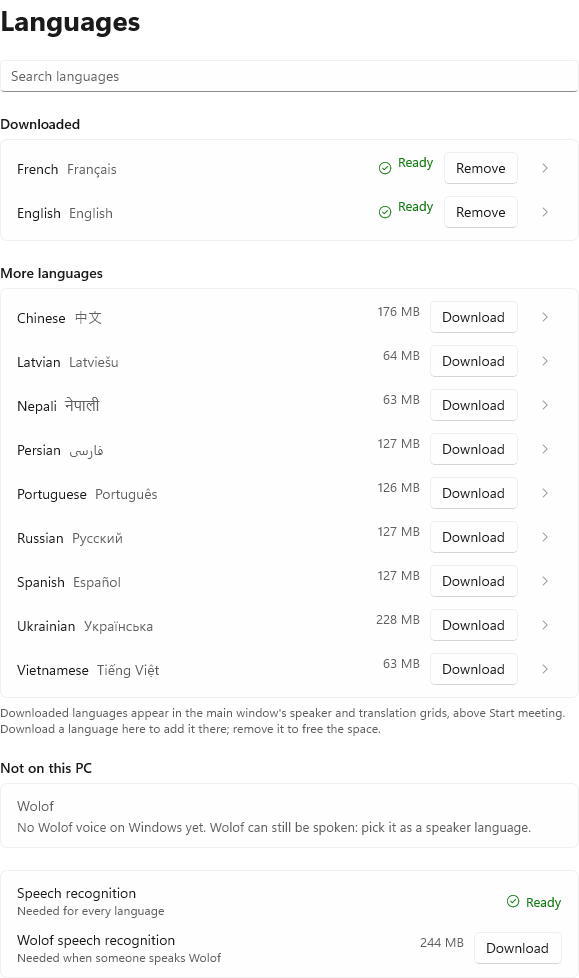 Languages
Search languages
Downloaded
French Français Ready Remove
English English Ready Remove
More languages
Chinese 中文 176 MB Download
Latvian Latviešu 64 MB Download
Nepali नेपाली 63 MB Download
Persian فارسی 127 MB Download
Portuguese Português 126 MB Download
Russian Русский 127 MB Download
Spanish Español 127 MB Download
Ukrainian Українська 228 MB Download
Vietnamese Tiếng Việt 63 MB Download
Downloaded languages appear in the main window's speaker and translation grids, above Start meeting.
Download a language here to add it there; remove it to free the space.
Not on this PC
Wolof
No Wolof voice on Windows yet. Wolof can still be spoken: pick it as a speaker language.
Speech recognition Ready
Needed for every language
Wolof speech recognition 244 MB Download
Needed when someone speaks Wolof